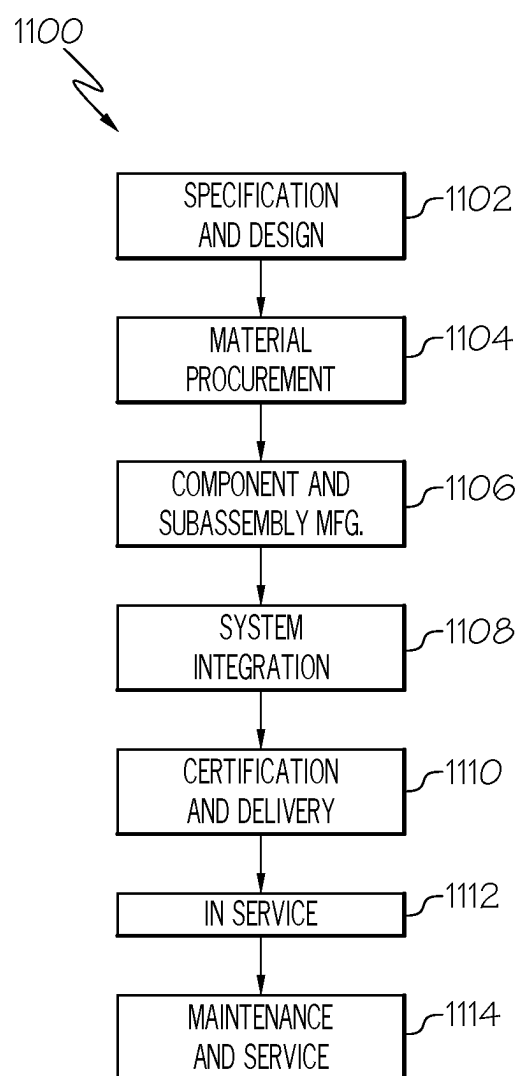 1100
SPECIFICATION
AND DESIGN
1102
MATERIAL
PROCUREMENT
1104
COMPONENT AND
SUBASSEMBLY MFG.
1106
SYSTEM
INTEGRATION
1108
CERTIFICATION
AND DELIVERY
1110
IN SERVICE
1112
MAINTENANCE
AND SERVICE
1114